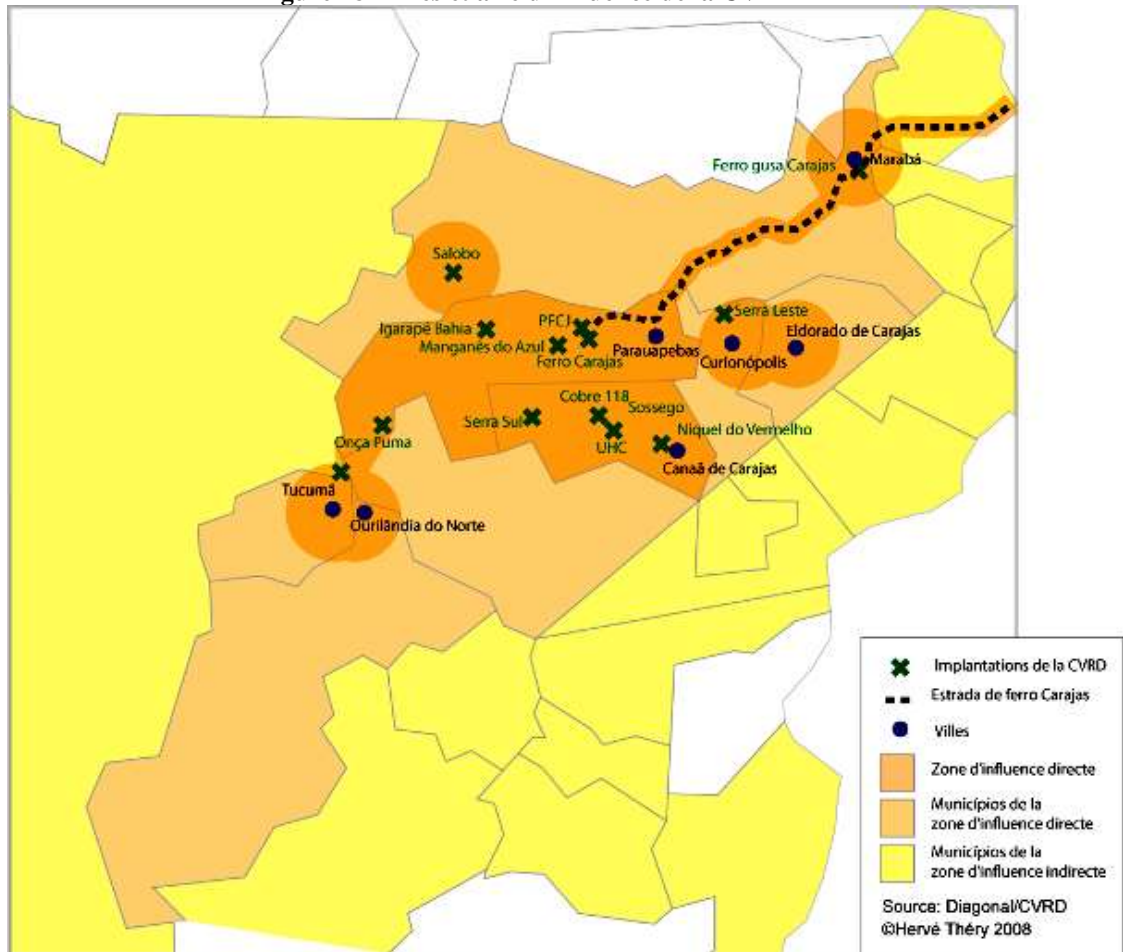 Ferro gusa Carajas
Marabá
Salobo
Serra Leste
Igarapé Bahia
PFCJ
Eldorado de Carajas
Manganês do Azul
Parauapebas
Curionópolis
Ferro Carajas
Cobre 118
Sossego
Serra Sul
Niquel do Vermelho
Onça Puma
UHC
Canaã de Carajas
Tucumã
Ourilândia do Norte
Implantations de la CVRD
Estrada de ferro Carajas
Villes
Zone d'influence directe
Municípios de la
zone d'influence directe
Municípios de la
zone d'influence indirecte
Source: Diagonal/CVRD
©Hervé Théry 2008